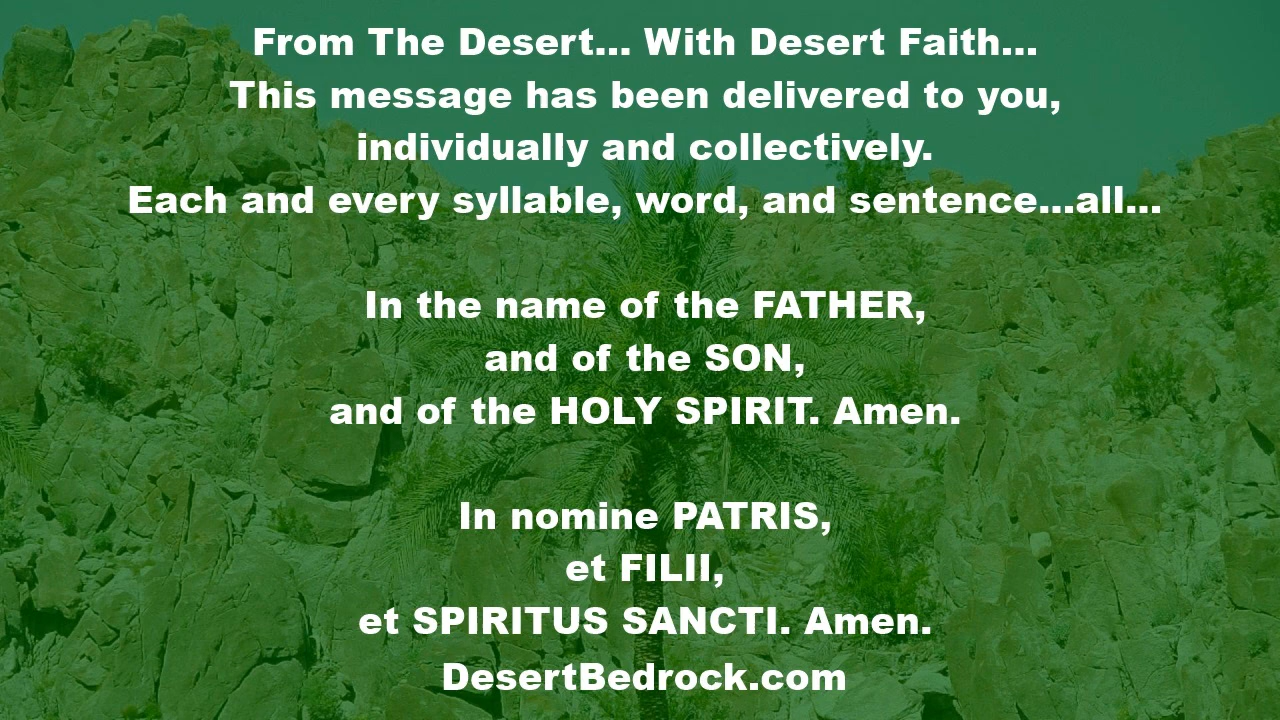 From The Desert... With Desert Faith...
This message has been delivered to you,
individually and collectively.
Each and every syllable, word, and sentence...all...
In the name of the FATHER,
and of the SON,
and of the HOLY SPIRIT. Amen.
In nomine PATRIS,
et FILII,
et SPIRITUS SANCTI. Amen.
DesertBedrock.com